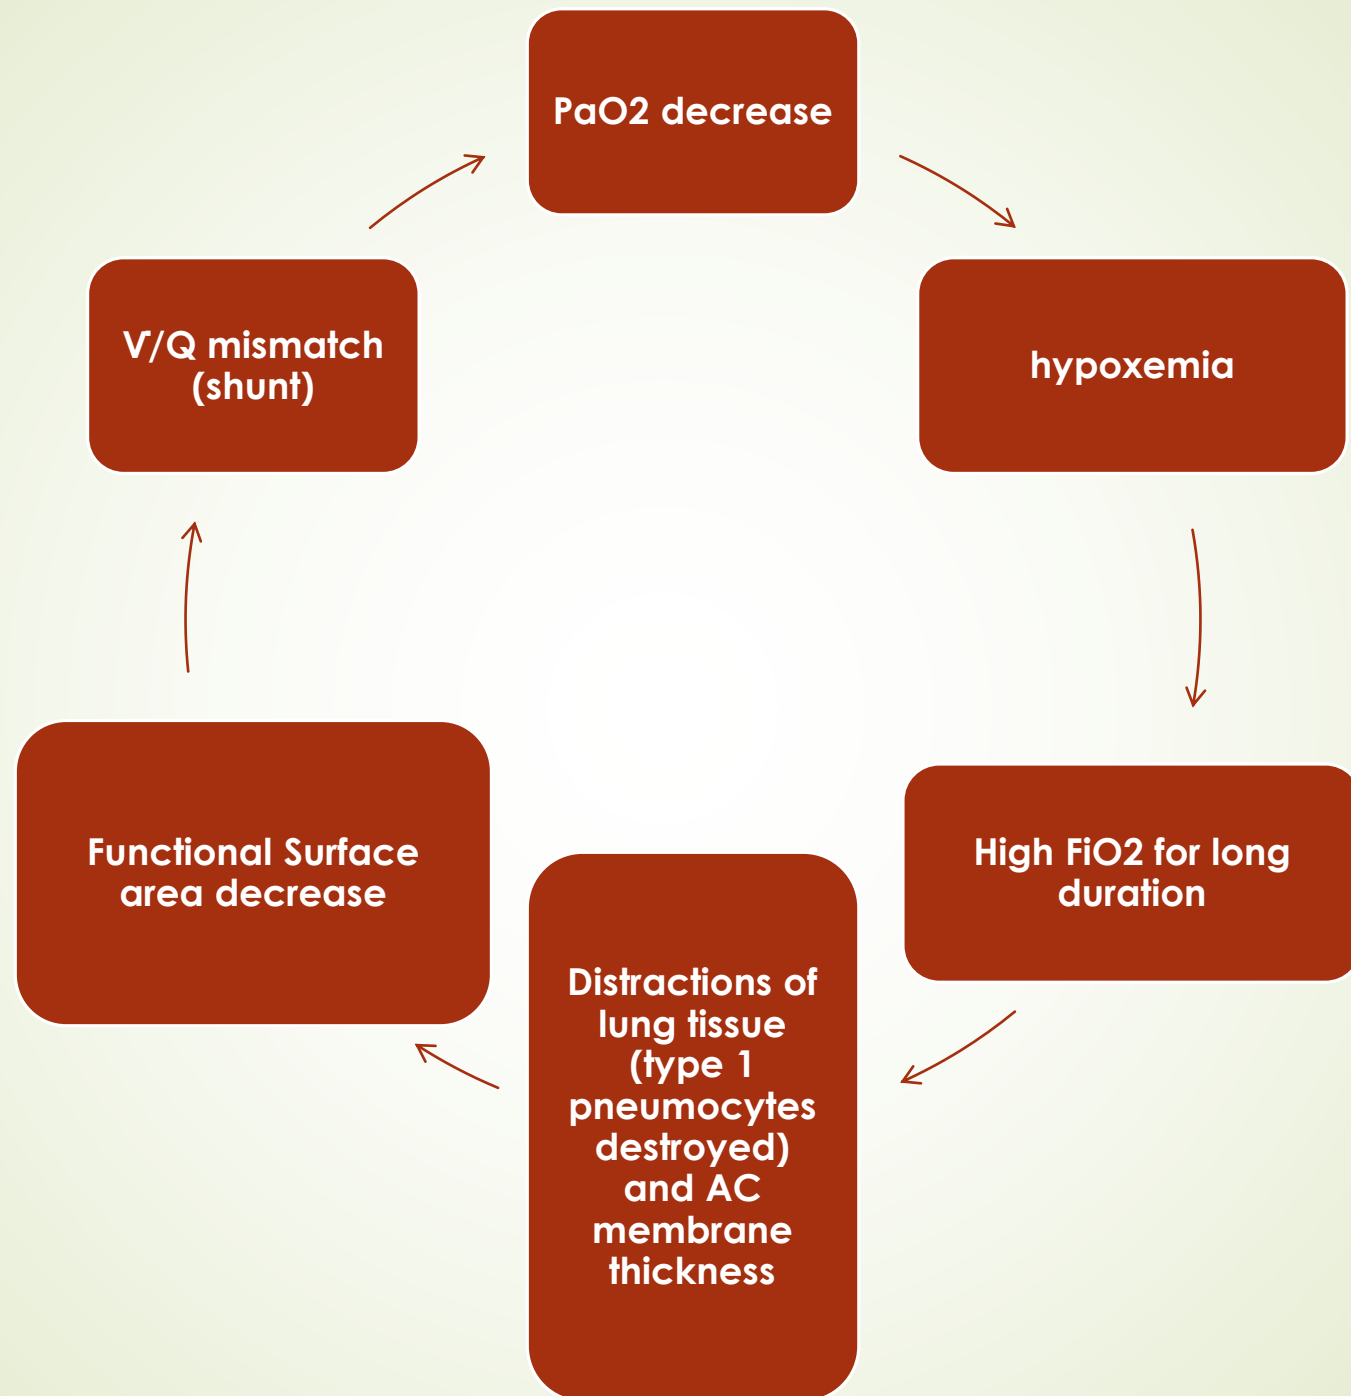 PaO2 decrease
hypoxemia
High FiO2 for long
duration
Distractions of
lung tissue
(type 1
pneumocytes
destroyed)
and AC
membrane
thickness
Functional Surface
area decrease
V̇/Q mismatch
(shunt)